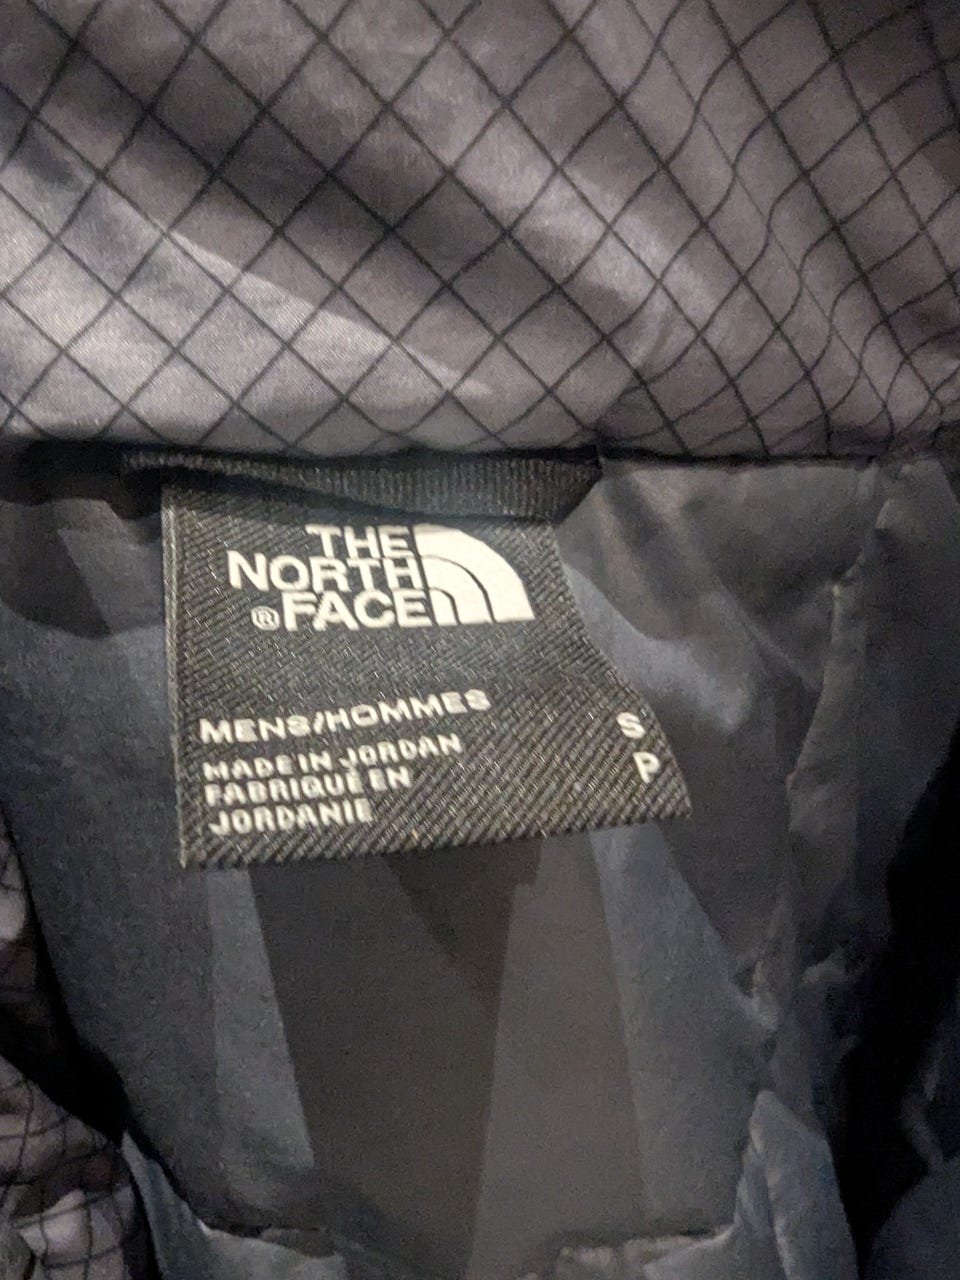 THE
NORTH
® FACE
MENS/HOMMES S
MADE IN JORDAN P
FABRIQUÉ EN
JORDANIE